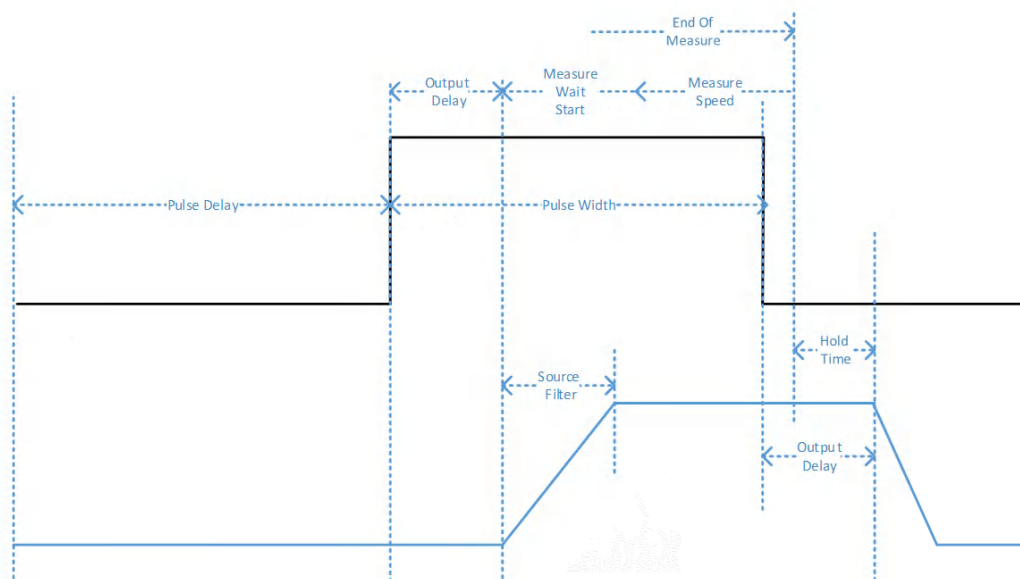 End Of
Measure
Output
Delay
Measure
Wait
Start
Measure
Speed
Pulse Delay
Pulse Width
Hold
Time
Source
Filter
Output
Delay